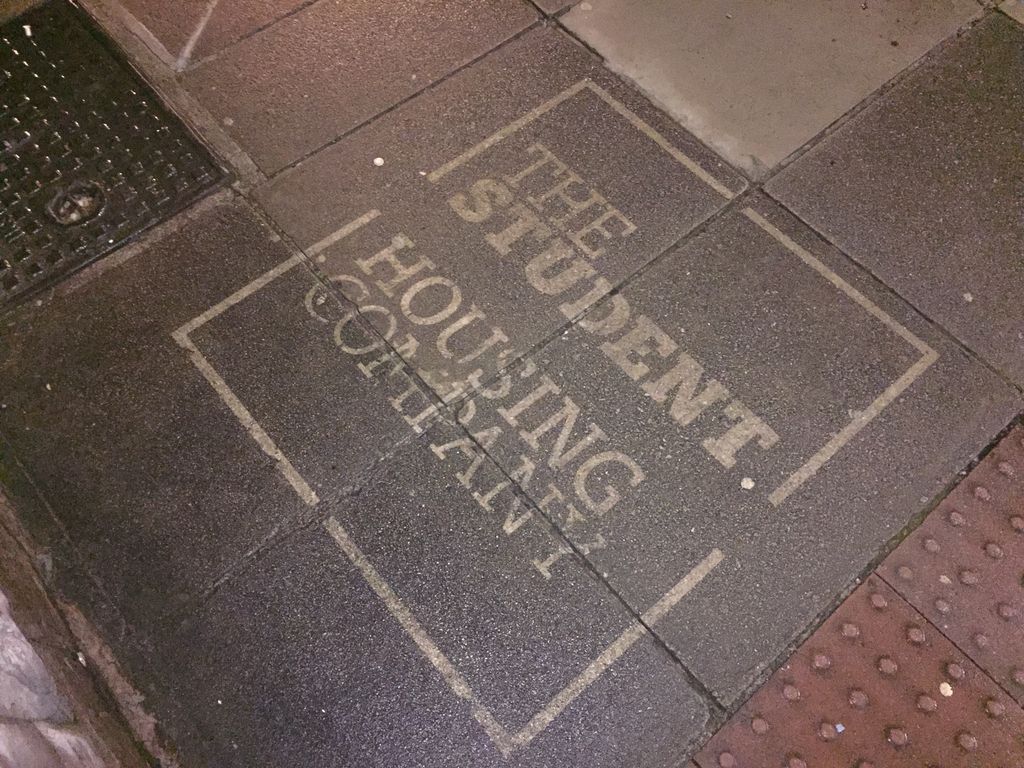 THE
STUDENT
HOUSING
COMPANY